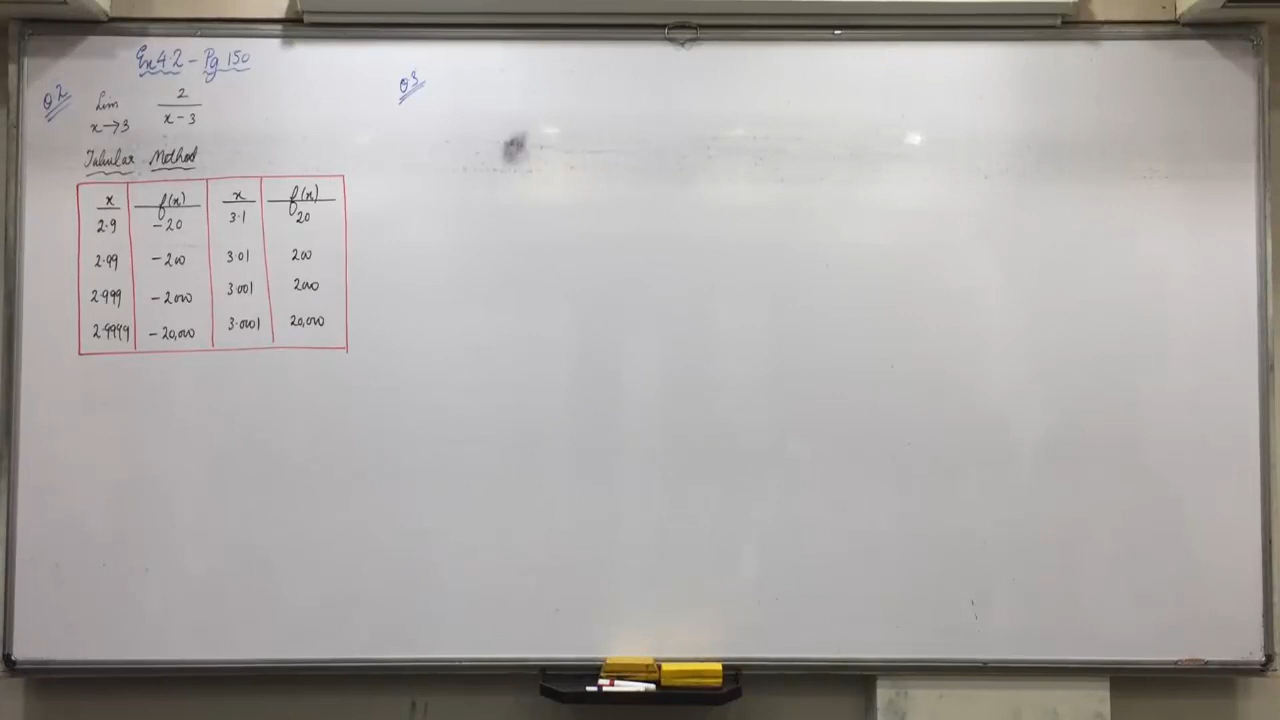 Ex 4.2 - Pg 150
Q2
Lim x→3 2/(x-3)
Tabular Method
x f(x) x f(x)
2.9 -20 3.1 20
2.99 -200 3.01 200
2.999 -2000 3.001 2000
2.9999 -20,000 3.0001 20,000
Q3